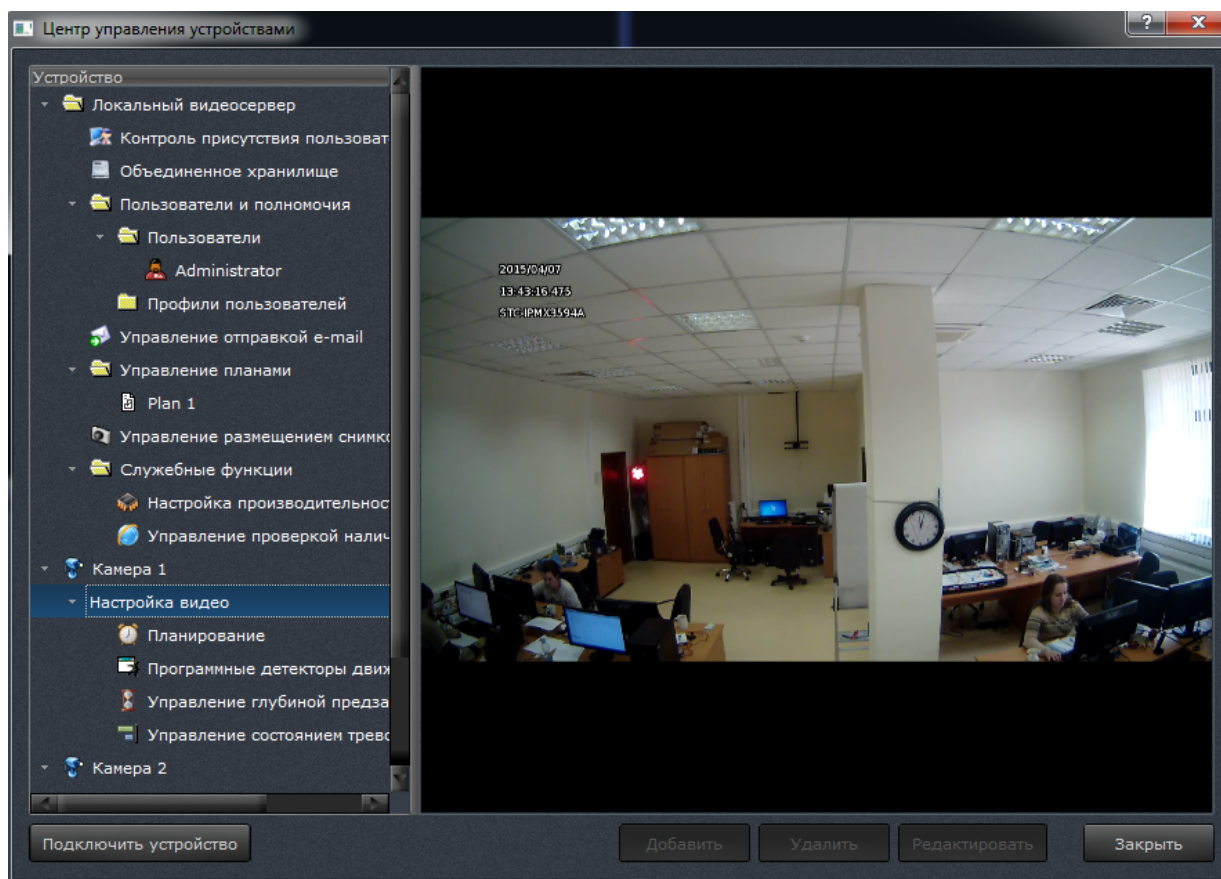 Центр управления устройствами
Устройство
Локальный видеосервер
Контроль присутствия пользоват
Объединенное хранилище
Пользователи и полномочия
Пользователи
Administrator
Профили пользователей
Управление отправкой e-mail
Управление планами
Plan 1
Управление размещением снимко
Служебные функции
Настройка производительнос
Управление проверкой налич
Камера 1
Настройка видео
Планирование
Программные детекторы движ
Управление глубиной предза
Управление состоянием трево
Камера 2
2015/04/07
13:43:16.475
STC-IPMX3594A
Подключить устройство
Добавить
Удалить
Редактировать
Закрыть